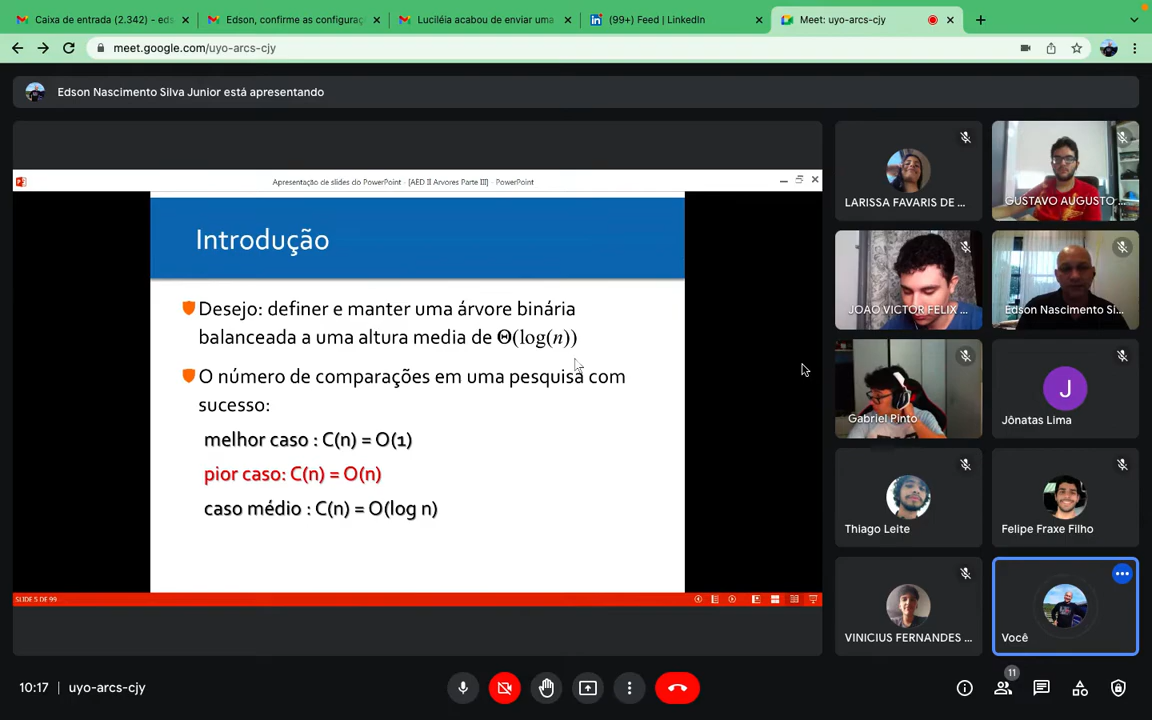 Caixa de entrada (2.342) - eds
Edson, confirme as configuraç
Luciléia acabou de enviar uma
(99+) Feed | LinkedIn
Meet: uyo-arcs-cjy
meet.google.com/uyo-arcs-cjy
Edson Nascimento Silva Junior está apresentando
Apresentação de slides do PowerPoint - [AED II Arvores Parte III] - PowerPoint
Introdução
Desejo: definer e manter uma árvore binária
balanceada a uma altura media de Θ(log(n))
O número de comparações em uma pesquisa com
sucesso:
melhor caso : C(n) = O(1)
pior caso: C(n) = O(n)
caso médio : C(n) = O(log n)
SLIDE 5 DE 99
LARISSA FAVARIS DE ...
GUSTAVO AUGUSTO ...
JOAO VICTOR FELIX ...
Edson Nascimento Si...
Gabriel Pinto
J
Jônatas Lima
Thiago Leite
Felipe Fraxe Filho
VINICIUS FERNANDES ...
Você
10:17 | uyo-arcs-cjy
11